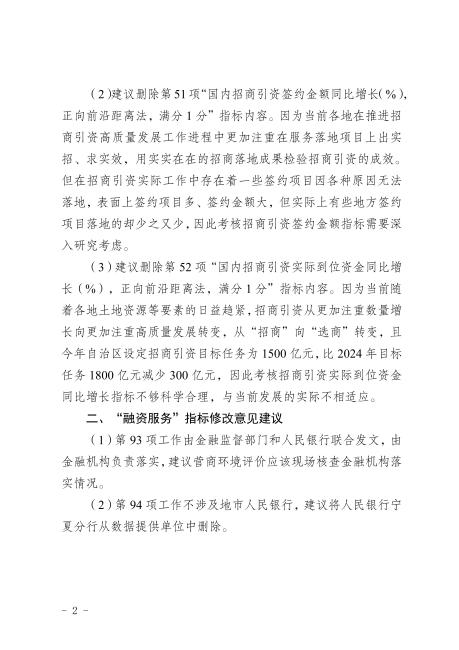 （2）建议删除第51项“国内招商引资签约金额同比增长（%），
正向前沿距离法，满分1分”指标内容。因为当前各地在推进招
商引资高质量发展工作进程中更加注重在服务落地项目上出实
招、求实效，用实实在在的招商落地成果检验招商引资的成效。
但在招商引资实际工作中存在着一些签约项目因各种原因无法
落地，表面上签约项目多、签约金额大，但实际上有些地方签约
项目落地的却少之又少，因此考核招商引资签约金额指标需要深
入研究考虑。
（3）建议删除第52项“国内招商引资实际到位资金同比增
长（%），正向前沿距离法，满分1分”指标内容。因为当前随
着各地土地资源等要素的日益趋紧，招商引资从更加注重数量增
长向更加注重高质量发展转变，从“招商”向“选商”转变，且
今年自治区设定招商引资目标任务为1500亿元，比2024年目标
任务1800亿元减少300亿元，因此考核招商引资实际到位资金
同比增长指标不够科学合理，与当前发展的实际不相适应。
二、“融资服务”指标修改意见建议
（1）第93项工作由金融监督部门和人民银行联合发文，由
金融机构负责落实，建议营商环境评价应该现场核查金融机构落
实情况。
（2）第94项工作不涉及地市人民银行，建议将人民银行宁
夏分行从数据提供单位中删除。
- 2 -